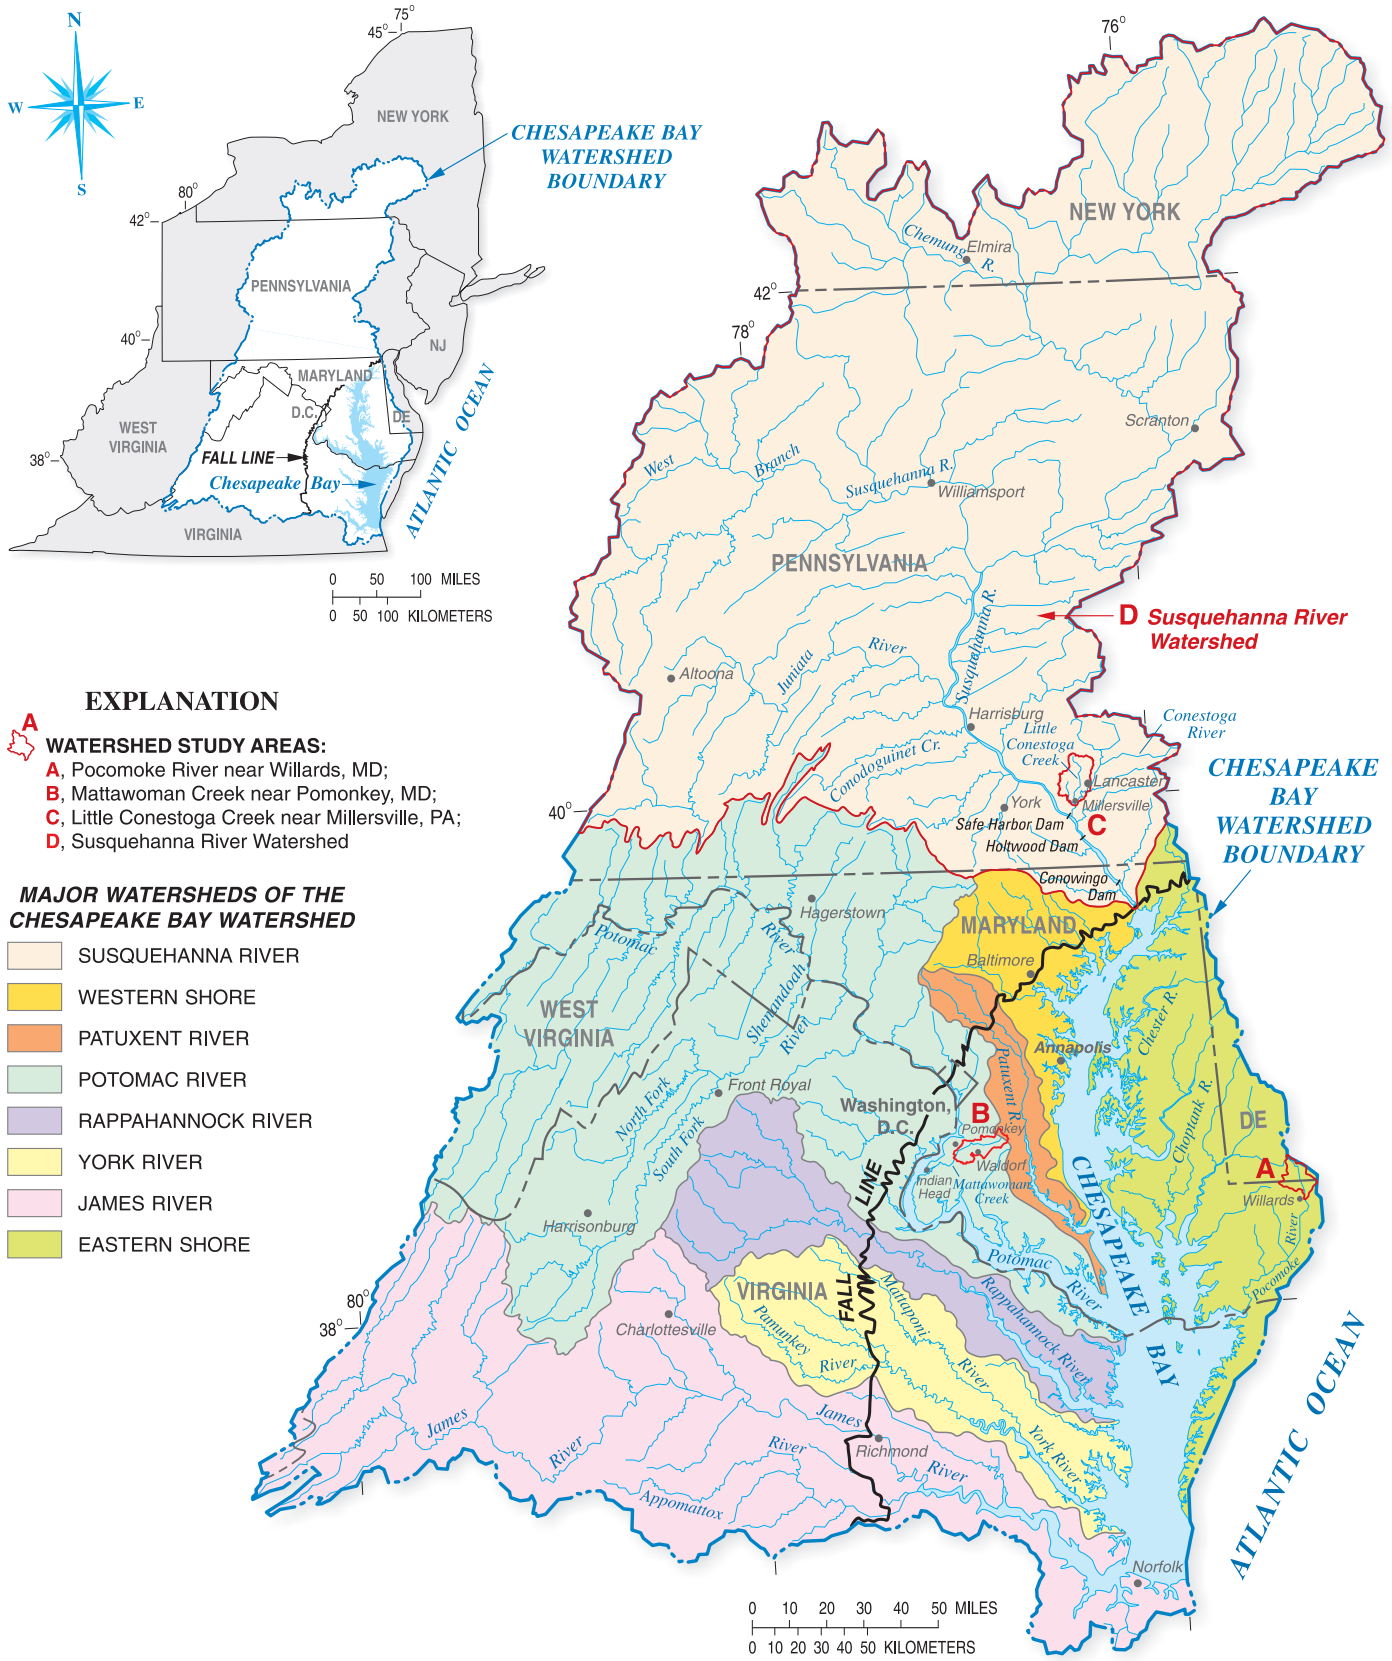 N
W
E
S
75°
45°
NEW YORK
CHESAPEAKE BAY
WATERSHED
BOUNDARY
80°
42°
PENNSYLVANIA
40°
NJ
MARYLAND
D.C.
DE
WEST
VIRGINIA
38°
FALL LINE
Chesapeake Bay
ATLANTIC OCEAN
VIRGINIA
0 50 100 MILES
0 50 100 KILOMETERS
EXPLANATION
A
WATERSHED STUDY AREAS:
A, Pocomoke River near Willards, MD;
B, Mattawoman Creek near Pomonkey, MD;
C, Little Conestoga Creek near Millersville, PA;
D, Susquehanna River Watershed
MAJOR WATERSHEDS OF THE
CHESAPEAKE BAY WATERSHED
SUSQUEHANNA RIVER
WESTERN SHORE
PATUXENT RIVER
POTOMAC RIVER
RAPPAHANNOCK RIVER
YORK RIVER
JAMES RIVER
EASTERN SHORE
76°
NEW YORK
Chemung
R.
Elmira
42°
78°
Scranton
West
Branch
Susquehanna R.
Williamsport
PENNSYLVANIA
Susquehanna R.
D Susquehanna River
Watershed
Altoona
Juniata
River
Harrisburg
Little
Conestoga
Creek
Conestoga
River
Conodoguinet Cr.
Lancaster
Millersville
York
C
Safe Harbor Dam
Holtwood Dam
Conowingo
Dam
40°
CHESAPEAKE
BAY
WATERSHED
BOUNDARY
Hagerstown
Potomac
River
MARYLAND
Baltimore
WEST
VIRGINIA
Shenandoah
River
Chester R.
Annapolis
Patuxent R.
Front Royal
North Fork
South Fork
Washington,
D.C.
B
Pomonkey
Waldorf
Indian
Head
Mattawoman
Creek
Choptank R.
DE
A
Willards
Pocomoke
River
Harrisonburg
FALL LINE
CHESAPEAKE BAY
Potomac
River
80°
38°
VIRGINIA
Charlottesville
Rappahannock River
Mattaponi
River
Pamunkey
River
York River
James
River
James
River
Richmond
River
Appomattox
Norfolk
ATLANTIC OCEAN
0 10 20 30 40 50 MILES
0 10 20 30 40 50 KILOMETERS